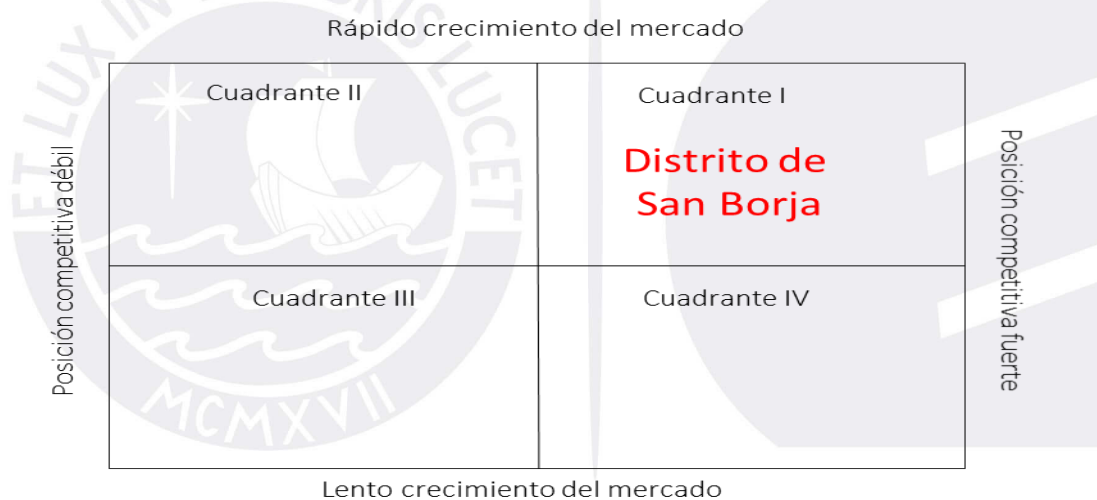 Rápido crecimiento del mercado
Cuadrante II
Cuadrante I
Distrito de
San Borja
Posición competitiva débil
Posición competitiva fuerte
Cuadrante III
Cuadrante IV
Lento crecimiento del mercado
ET LUX IN
LUCET
MCMXVII